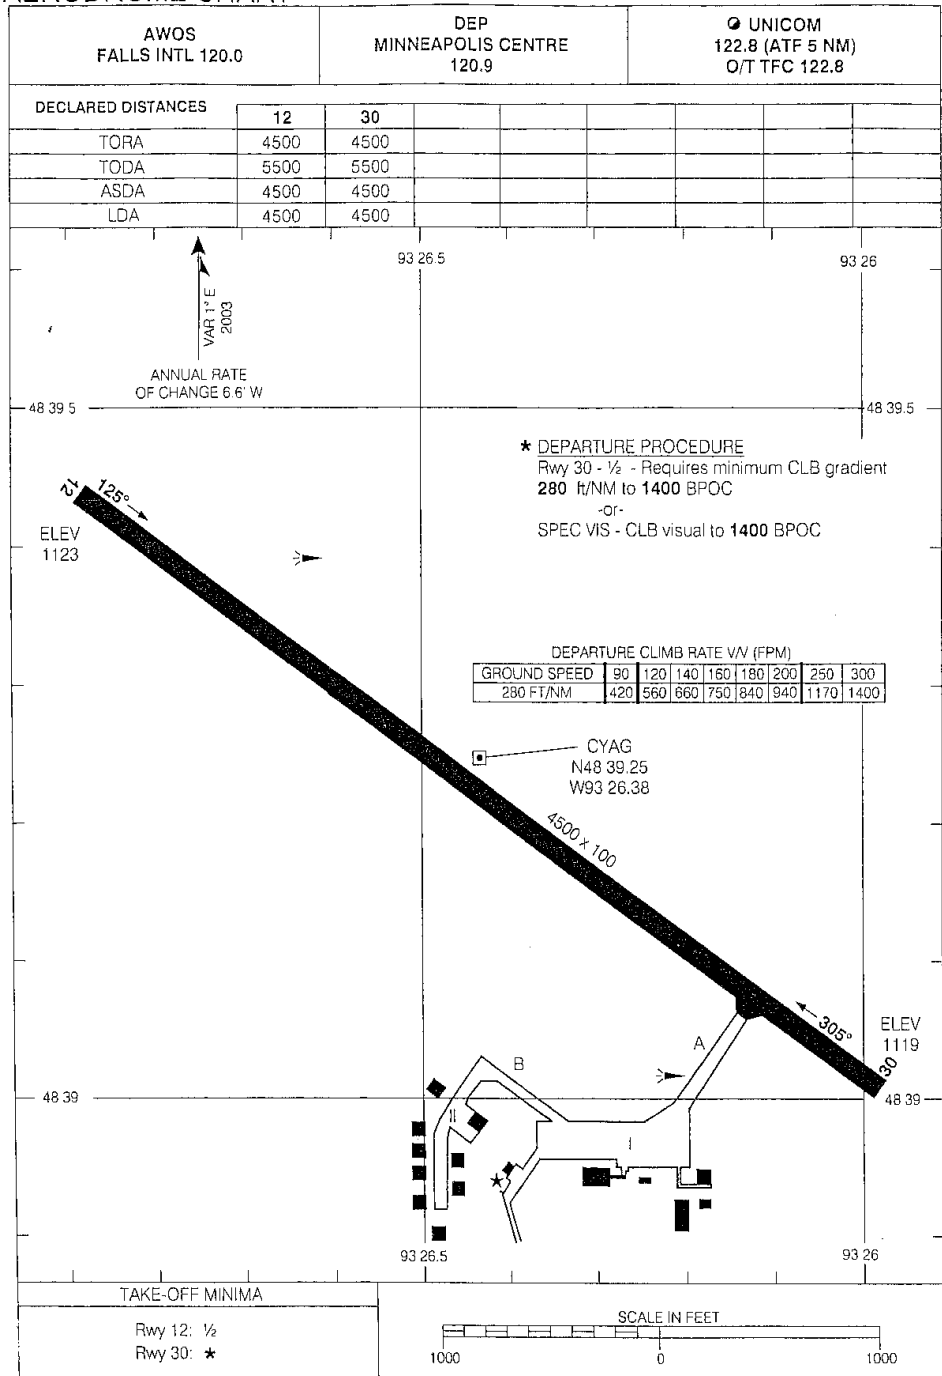 AERODROME CHART
AWOS
FALLS INTL 120.0
DEP
MINNEAPOLIS CENTRE
120.9
UNICOM
122.8 (ATF 5 NM)
O/T TFC 122.8
DECLARED DISTANCES 12 30
TORA 4500 4500
TODA 5500 5500
ASDA 4500 4500
LDA 4500 4500
93 26.5
93 26
VAR 1° E
2003
ANNUAL RATE
OF CHANGE 6.6' W
48 39 5
48 39.5
★ DEPARTURE PROCEDURE
Rwy 30 - ½ - Requires minimum CLB gradient
280 ft/NM to 1400 BPOC
-or-
SPEC VIS - CLB visual to 1400 BPOC
12
125°
ELEV
1123
DEPARTURE CLIMB RATE V/V (FPM)
GROUND SPEED 90 120 140 160 180 200 250 300
280 FT/NM 420 560 660 750 840 940 1170 1400
CYAG
N48 39.25
W93 26.38
4500 x 100
305°
30
ELEV
1119
A
B
II
I
48 39
48 39
93 26.5
93 26
TAKE-OFF MINIMA
Rwy 12: ½
Rwy 30: ★
SCALE IN FEET
1000 0 1000